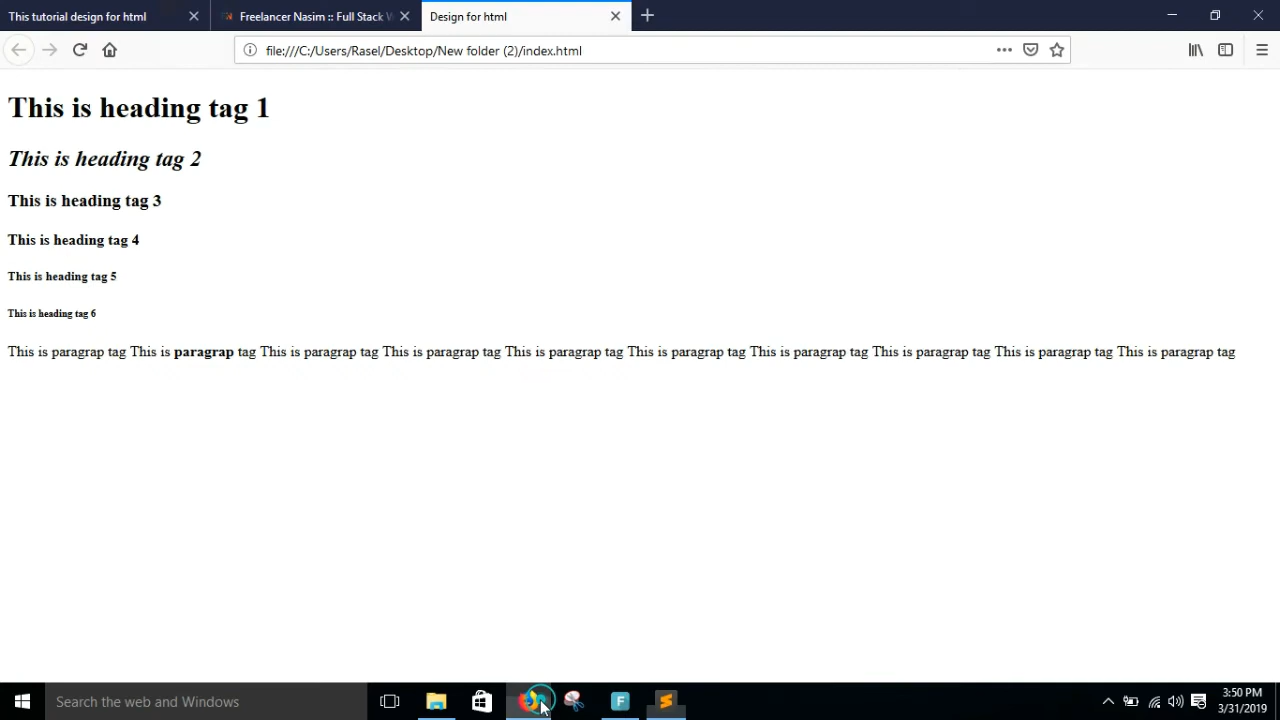 This tutorial design for html
Freelancer Nasim :: Full Stack W
Design for html
file:///C:/Users/Rasel/Desktop/New folder (2)/index.html
This is heading tag 1
This is heading tag 2
This is heading tag 3
This is heading tag 4
This is heading tag 5
This is heading tag 6
This is paragrap tag This is paragrap tag This is paragrap tag This is paragrap tag This is paragrap tag This is paragrap tag This is paragrap tag This is paragrap tag This is paragrap tag This is paragrap tag
Search the web and Windows
F
3:50 PM
3/31/2019